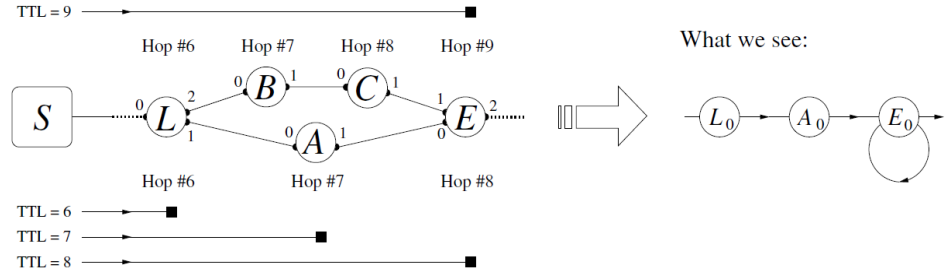 TTL = 9
Hop #6 Hop #7 Hop #8 Hop #9
What we see:
S 0 L 2 1 0 B 1 0 C 1 1 E 2 0
0 A 1
L0 A0 E0
Hop #6 Hop #7 Hop #8
TTL = 6
TTL = 7
TTL = 8